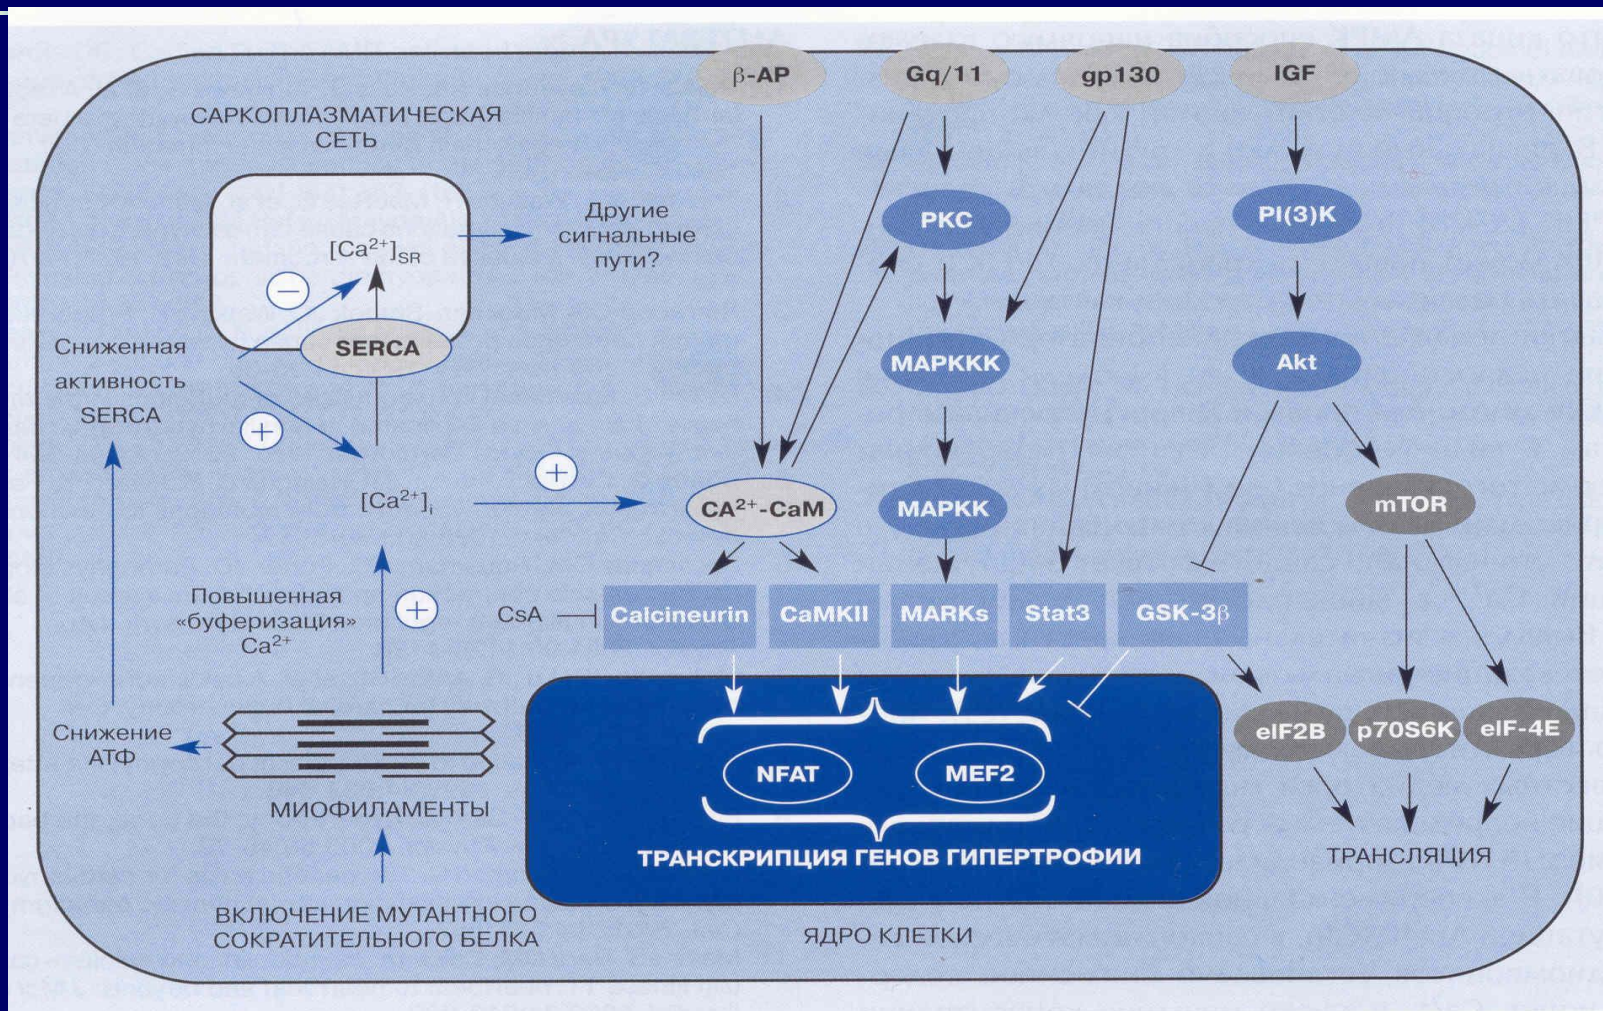 β-АР
Gq/11
gp130
IGF
САРКОПЛАЗМАТИЧЕСКАЯ
СЕТЬ
[Ca²⁺]SR
Другие
сигнальные
пути?
PKC
PI(3)K
−
SERCA
Сниженная
активность
SERCA
MAPKKK
Akt
+
[Ca²⁺]i
+
CA²⁺-CaM
MAPKK
mTOR
Повышенная
«буферизация»
Ca²⁺
+
CsA
Calcineurin
CaMKII
MARKs
Stat3
GSK-3β
Снижение
АТФ
eIF2B
p70S6K
eIF-4E
NFAT
MEF2
МИОФИЛАМЕНТЫ
ТРАНСКРИПЦИЯ ГЕНОВ ГИПЕРТРОФИИ
ТРАНСЛЯЦИЯ
ВКЛЮЧЕНИЕ МУТАНТНОГО
СОКРАТИТЕЛЬНОГО БЕЛКА
ЯДРО КЛЕТКИ